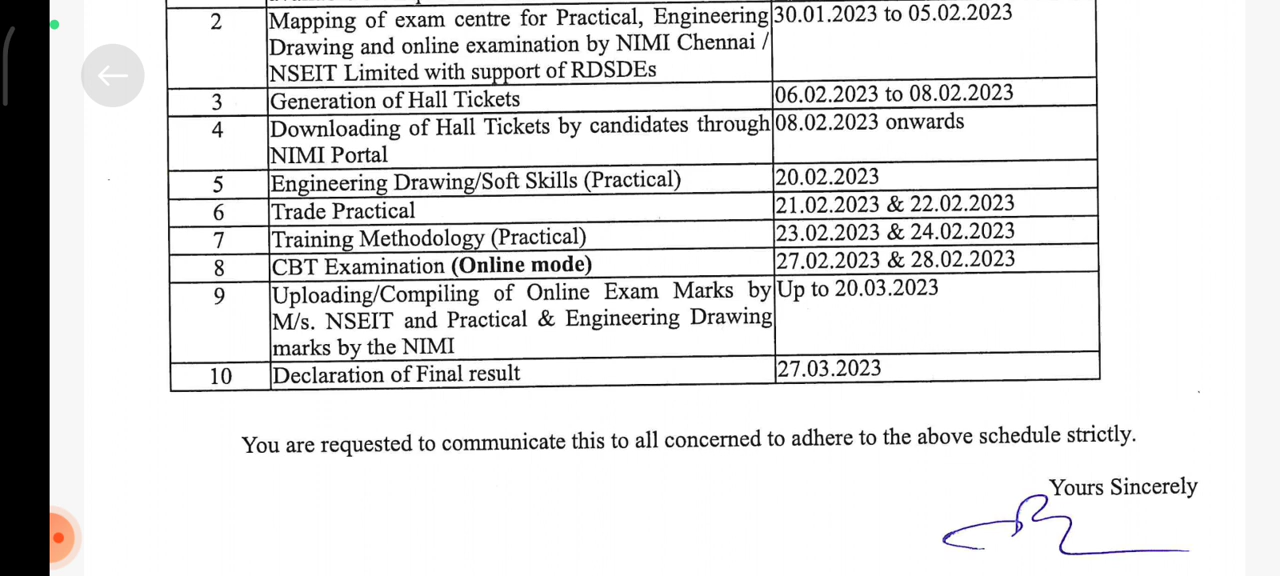 2 Mapping of exam centre for Practical, Engineering 30.01.2023 to 05.02.2023
Drawing and online examination by NIMI Chennai /
NSEIT Limited with support of RDSDEs
3 Generation of Hall Tickets 06.02.2023 to 08.02.2023
4 Downloading of Hall Tickets by candidates through 08.02.2023 onwards
NIMI Portal
5 Engineering Drawing/Soft Skills (Practical) 20.02.2023
6 Trade Practical 21.02.2023 & 22.02.2023
7 Training Methodology (Practical) 23.02.2023 & 24.02.2023
8 CBT Examination (Online mode) 27.02.2023 & 28.02.2023
9 Uploading/Compiling of Online Exam Marks by Up to 20.03.2023
M/s. NSEIT and Practical & Engineering Drawing
marks by the NIMI
10 Declaration of Final result 27.03.2023
You are requested to communicate this to all concerned to adhere to the above schedule strictly.
Yours Sincerely